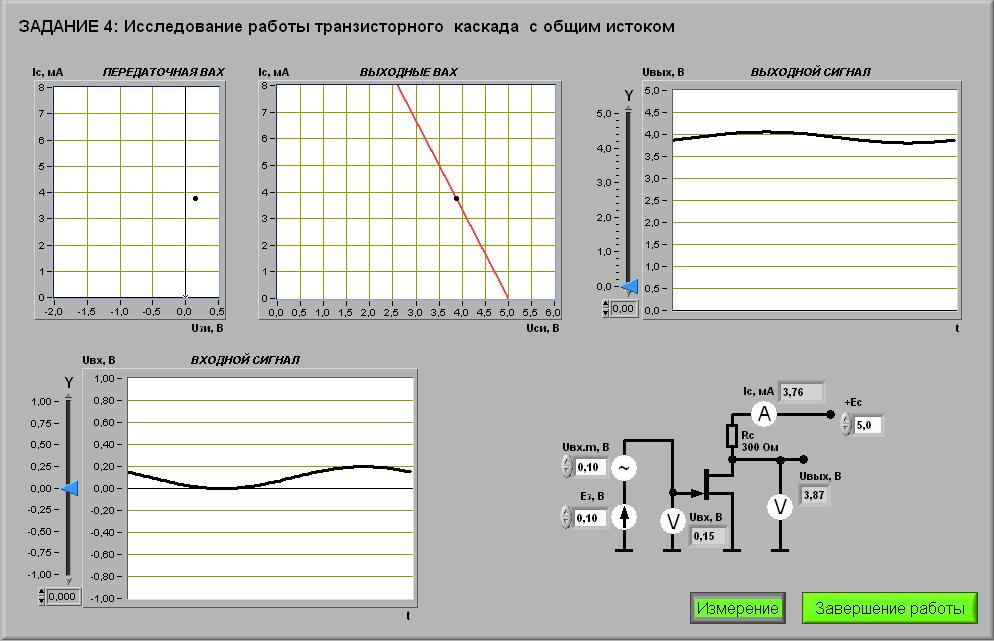 ЗАДАНИЕ 4: Исследование работы транзисторного каскада с общим истоком
Iс, мА ПЕРЕДАТОЧНАЯ ВАХ
8
7
6
5
4
3
2
1
0
-2,0 -1,5 -1,0 -0,5 0,0 0,5
Uзи, В
Iс, мА ВЫХОДНЫЕ ВАХ
8
7
6
5
4
3
2
1
0
0,0 0,5 1,0 1,5 2,0 2,5 3,0 3,5 4,0 4,5 5,0 5,5 6,0
Uси, В
Uвых, В ВЫХОДНОЙ СИГНАЛ
Y
5,0
4,0
3,0
2,0
1,0
0,0
0,00
5,0
4,5
4,0
3,5
3,0
2,5
2,0
1,5
1,0
0,5
0,0
t
Uвх, В ВХОДНОЙ СИГНАЛ
Y
1,00
0,75
0,50
0,25
0,00
-0,25
-0,50
-0,75
-1,00
0,000
1,00
0,80
0,60
0,40
0,20
0,00
-0,20
-0,40
-0,60
-0,80
-1,00
t
Iс, мА 3,76
А
+Eс
5,0
Rс
300 Ом
Uвх.m, В
0,10
~
Eз, В
0,10
V
Uвх, В
0,15
V
Uвых, В
3,87
Измерение
Завершение работы